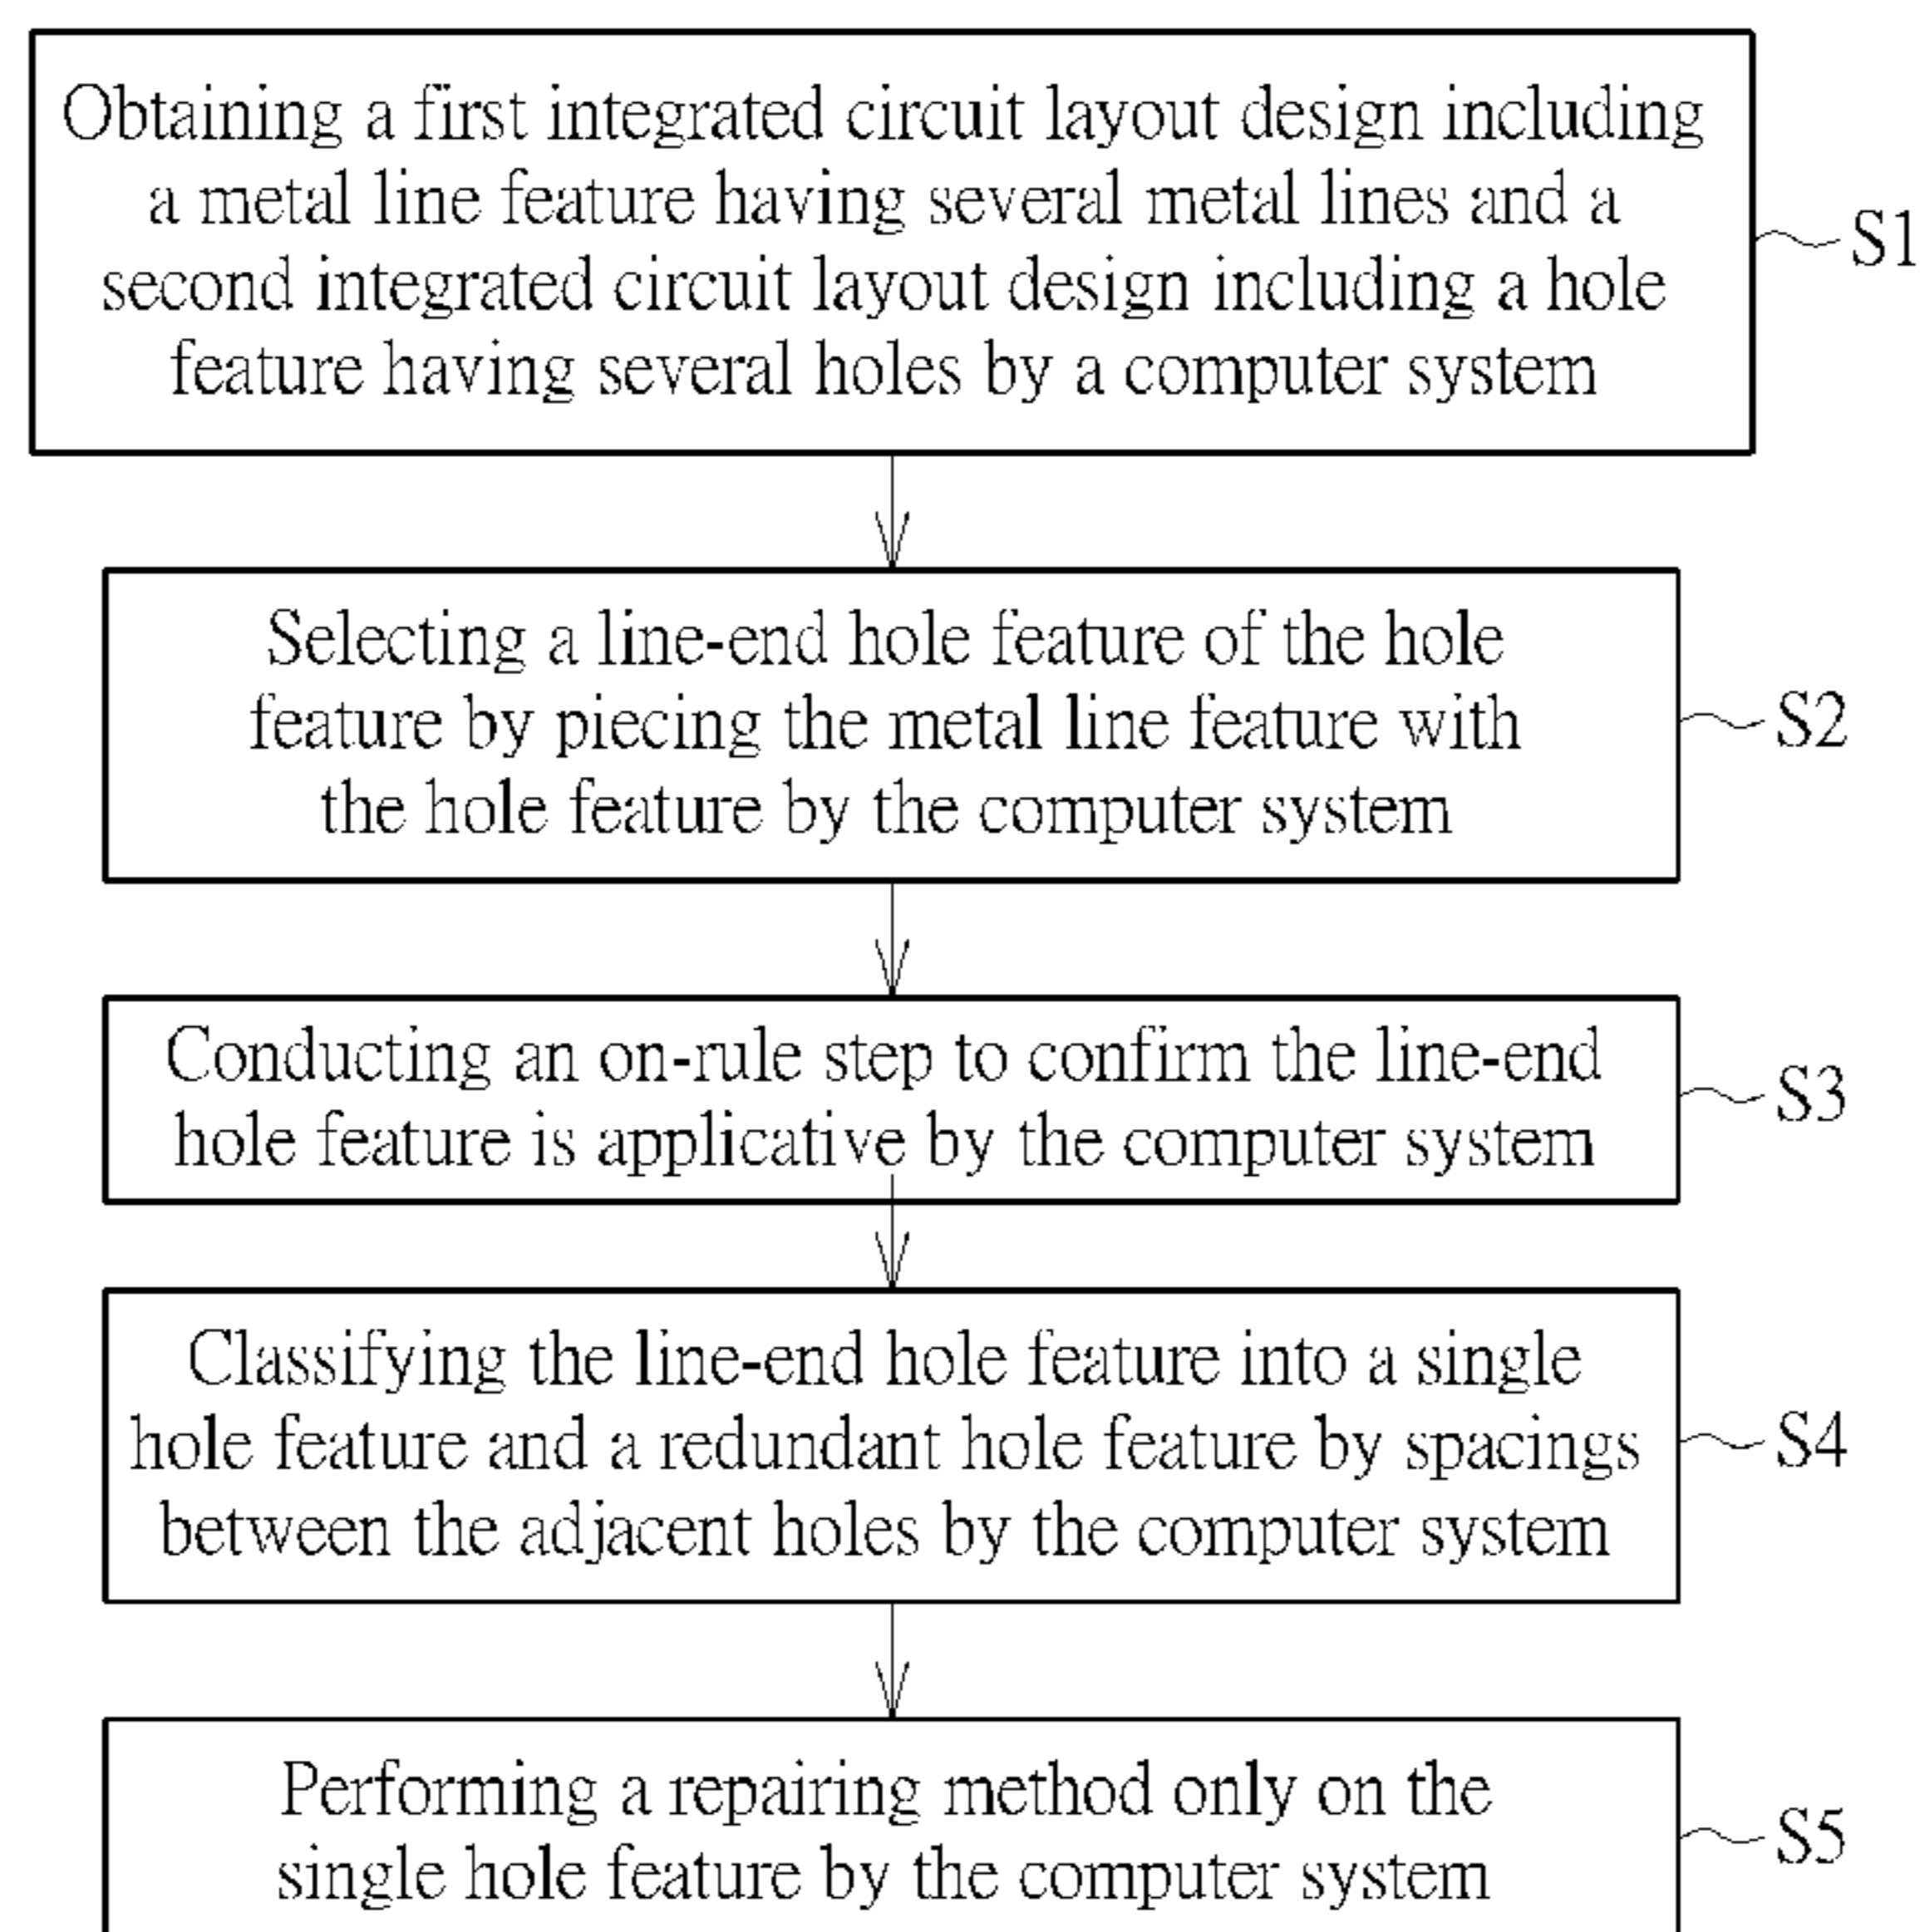 Obtaining a first integrated circuit layout design including
a metal line feature having several metal lines and a
second integrated circuit layout design including a hole
feature having several holes by a computer system
S1
Selecting a line-end hole feature of the hole
feature by piecing the metal line feature with
the hole feature by the computer system
S2
Conducting an on-rule step to confirm the line-end
hole feature is applicative by the computer system
S3
Classifying the line-end hole feature into a single
hole feature and a redundant hole feature by spacings
between the adjacent holes by the computer system
S4
Performing a repairing method only on the
single hole feature by the computer system
S5